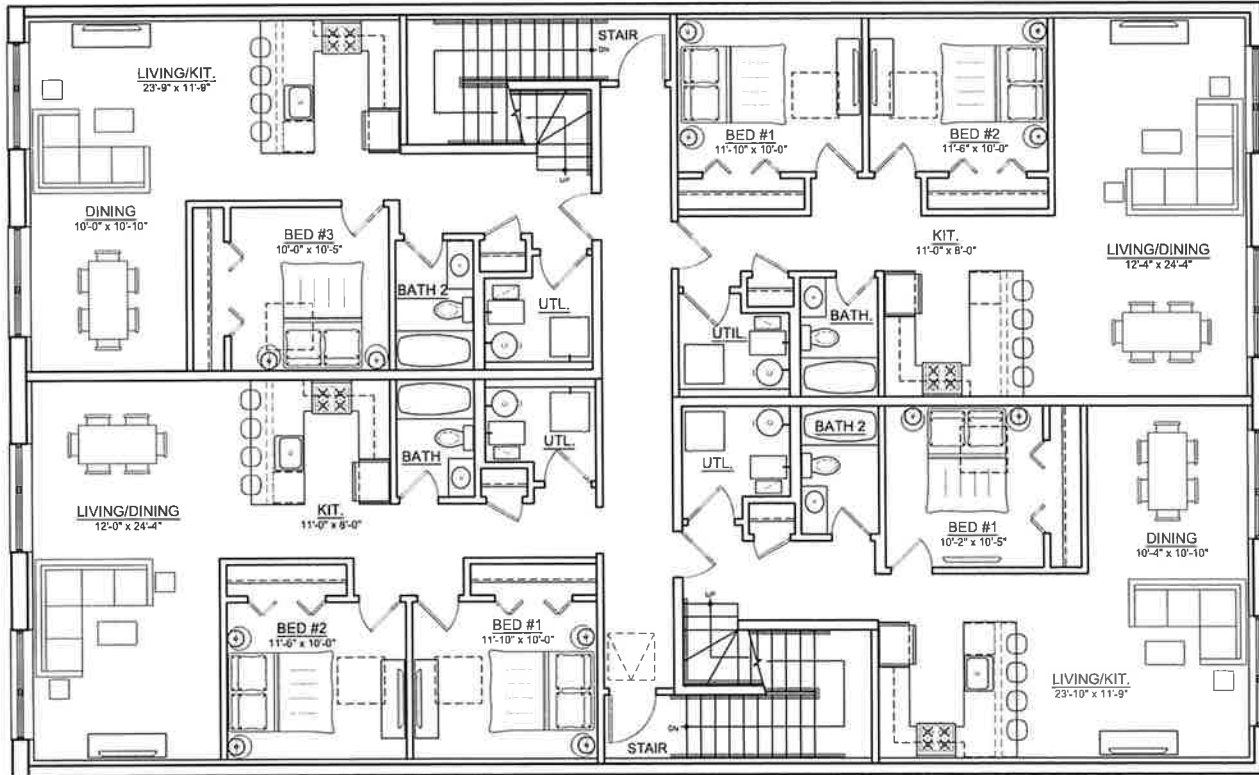 STAIR
DN
LIVING/KIT.
23'-9" x 11'-9"
BED #1
11'-10" x 10'-0"
BED #2
11'-6" x 10'-0"
UP
DINING
10'-0" x 10'-10"
BED #3
10'-0" x 10'-5"
KIT.
11'-0" x 8'-0"
LIVING/DINING
12'-4" x 24'-4"
BATH 2
UTL.
UTIL.
BATH.
BATH
UTL.
UTL.
BATH 2
LIVING/DINING
12'-0" x 24'-4"
KIT.
11'-0" x 8'-0"
BED #1
10'-2" x 10'-5"
DINING
10'-4" x 10'-10"
UP
BED #2
11'-6" x 10'-0"
BED #1
11'-10" x 10'-0"
LIVING/KIT.
23'-10" x 11'-9"
DN
STAIR